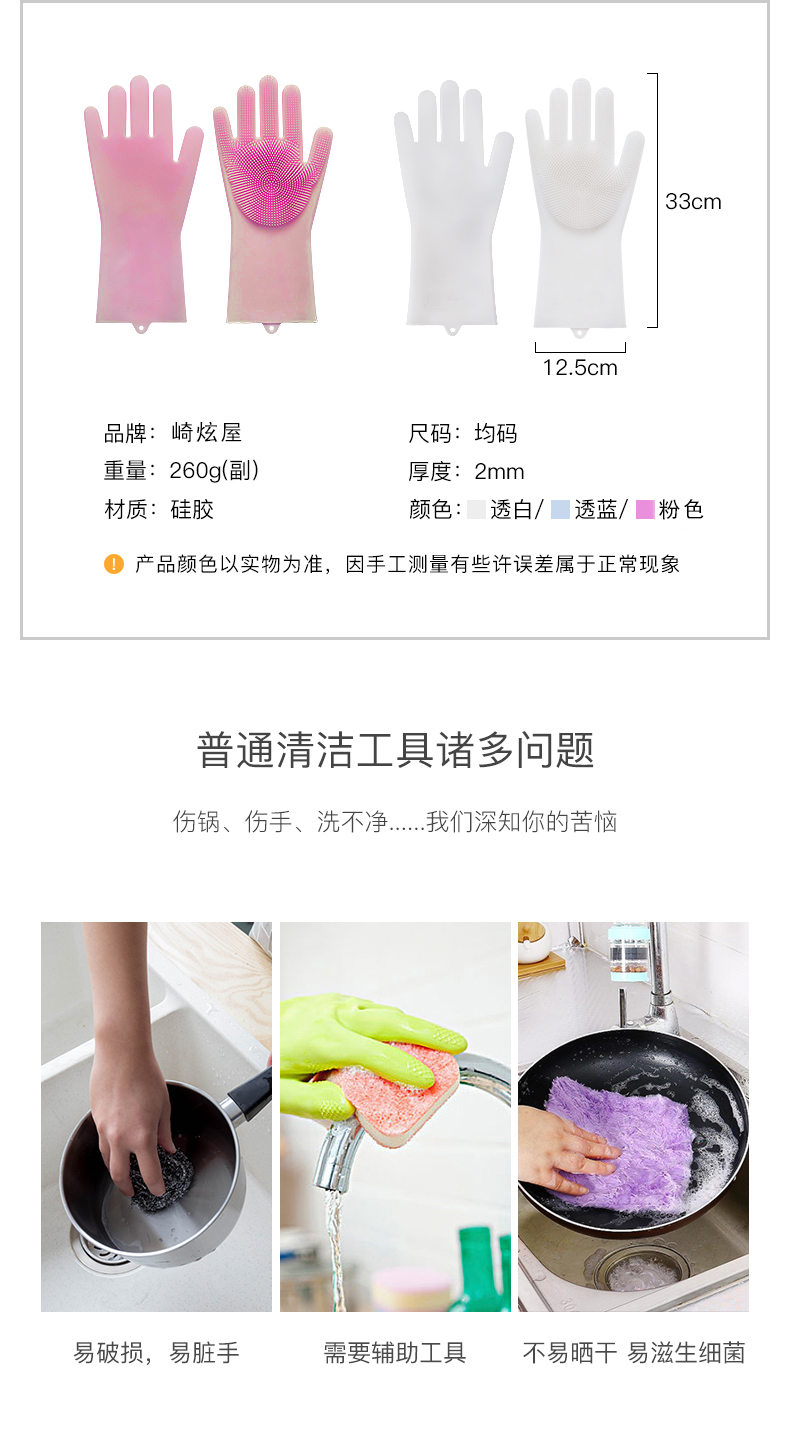 33cm
12.5cm
品牌：崎炫屋
尺码：均码
重量：260g(副)
厚度：2mm
材质：硅胶
颜色：透白/透蓝/粉色
! 产品颜色以实物为准，因手工测量有些许误差属于正常现象
普通清洁工具诸多问题
伤锅、伤手、洗不净......我们深知你的苦恼
易破损，易脏手
需要辅助工具
不易晒干 易滋生细菌